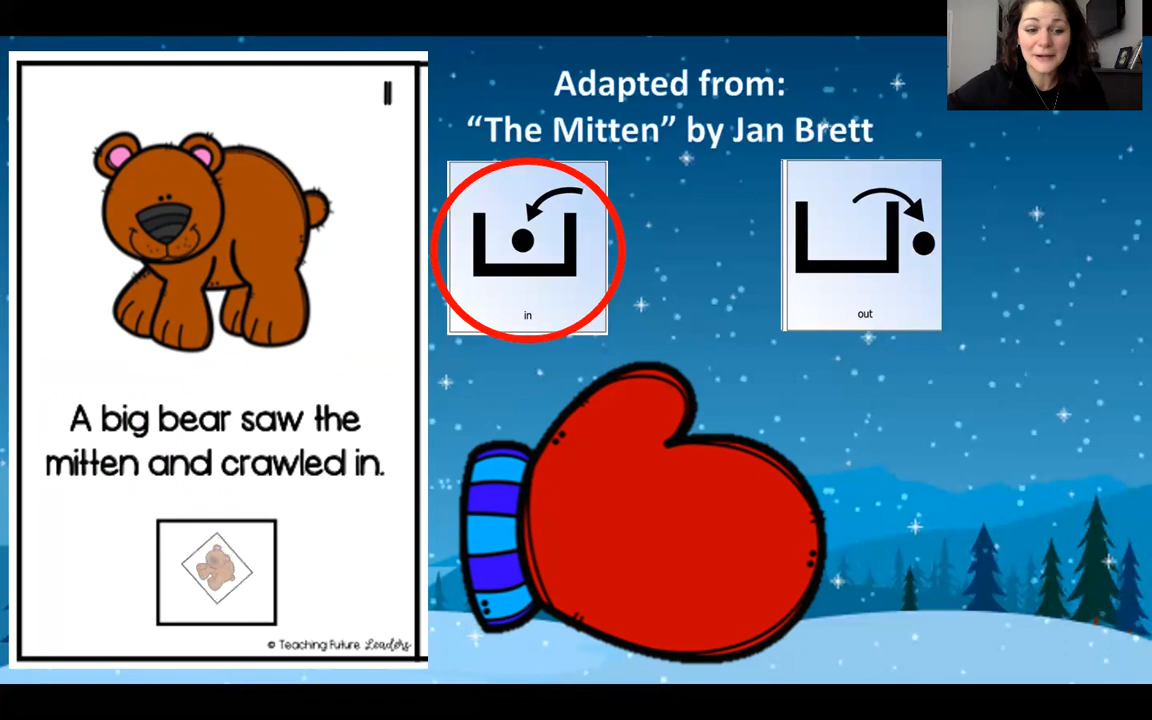 11
A big bear saw the
mitten and crawled in.
© Teaching Future Leaders
Adapted from:
“The Mitten” by Jan Brett
in
out